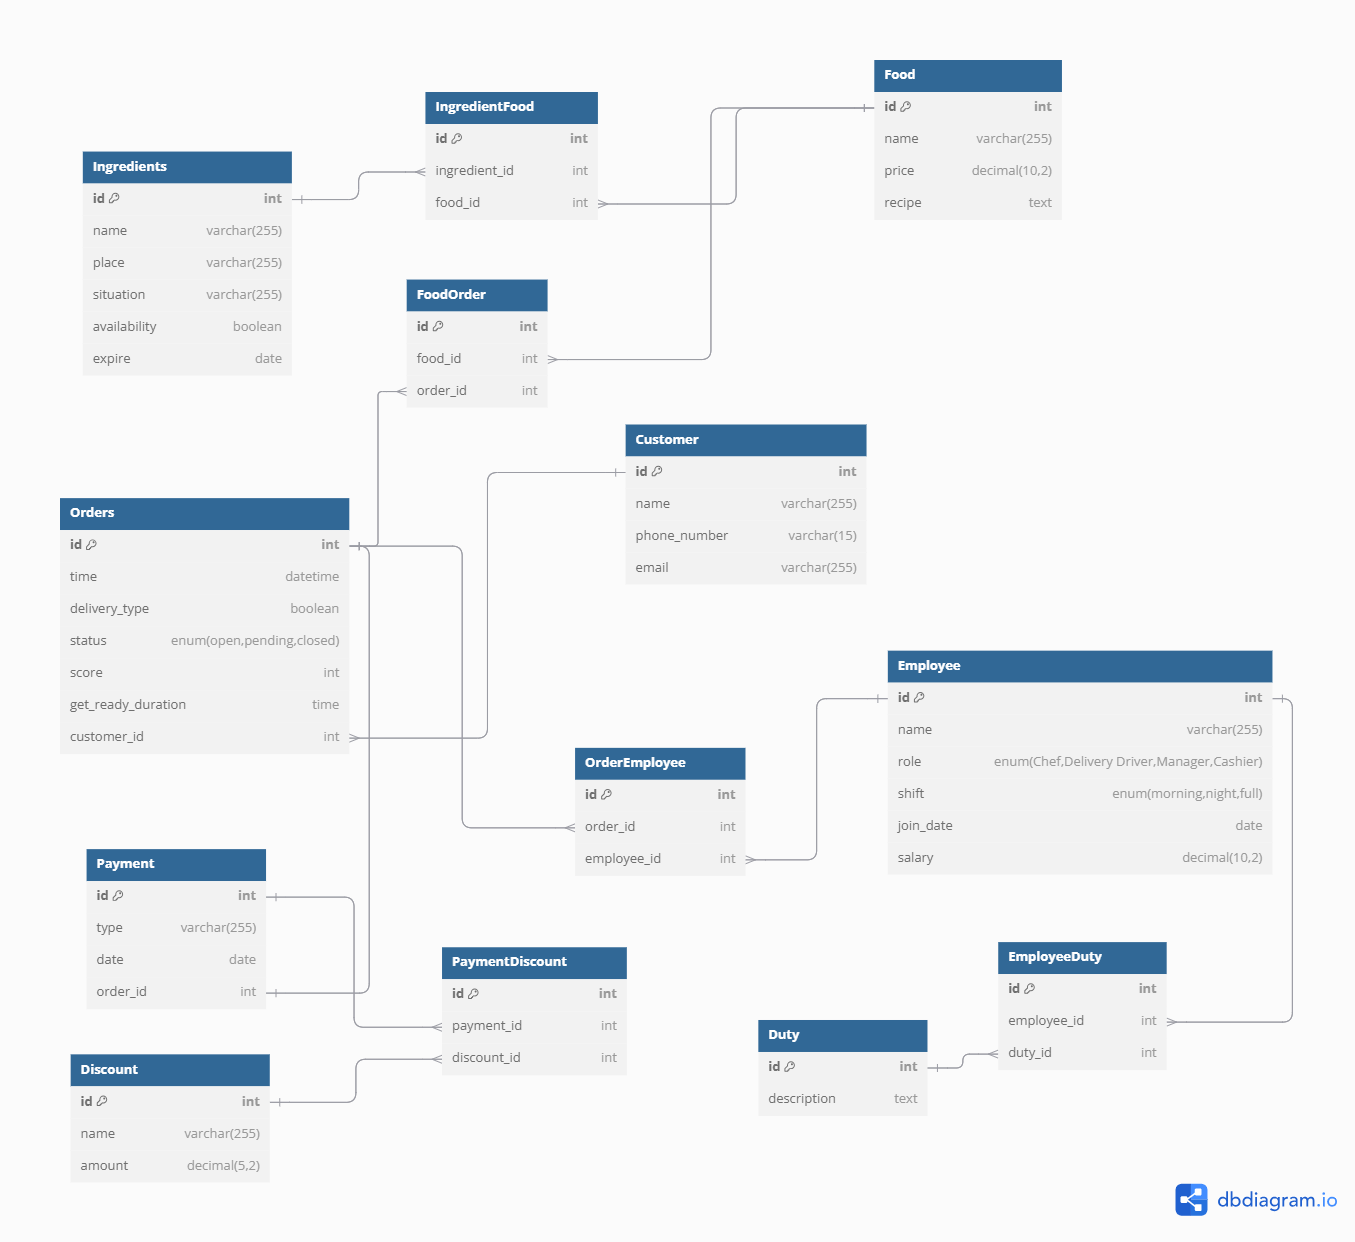 Food
id int
name varchar(255)
price decimal(10,2)
recipe text
IngredientFood
id int
ingredient_id int
food_id int
Ingredients
id int
name varchar(255)
place varchar(255)
situation varchar(255)
availability boolean
expire date
FoodOrder
id int
food_id int
order_id int
Customer
id int
name varchar(255)
phone_number varchar(15)
email varchar(255)
Orders
id int
time datetime
delivery_type boolean
status enum(open,pending,closed)
score int
get_ready_duration time
customer_id int
Employee
id int
name varchar(255)
role enum(Chef,Delivery Driver,Manager,Cashier)
shift enum(morning,night,full)
join_date date
salary decimal(10,2)
OrderEmployee
id int
order_id int
employee_id int
Payment
id int
type varchar(255)
date date
order_id int
PaymentDiscount
id int
payment_id int
discount_id int
EmployeeDuty
id int
employee_id int
duty_id int
Duty
id int
description text
Discount
id int
name varchar(255)
amount decimal(5,2)
dbdiagram.io